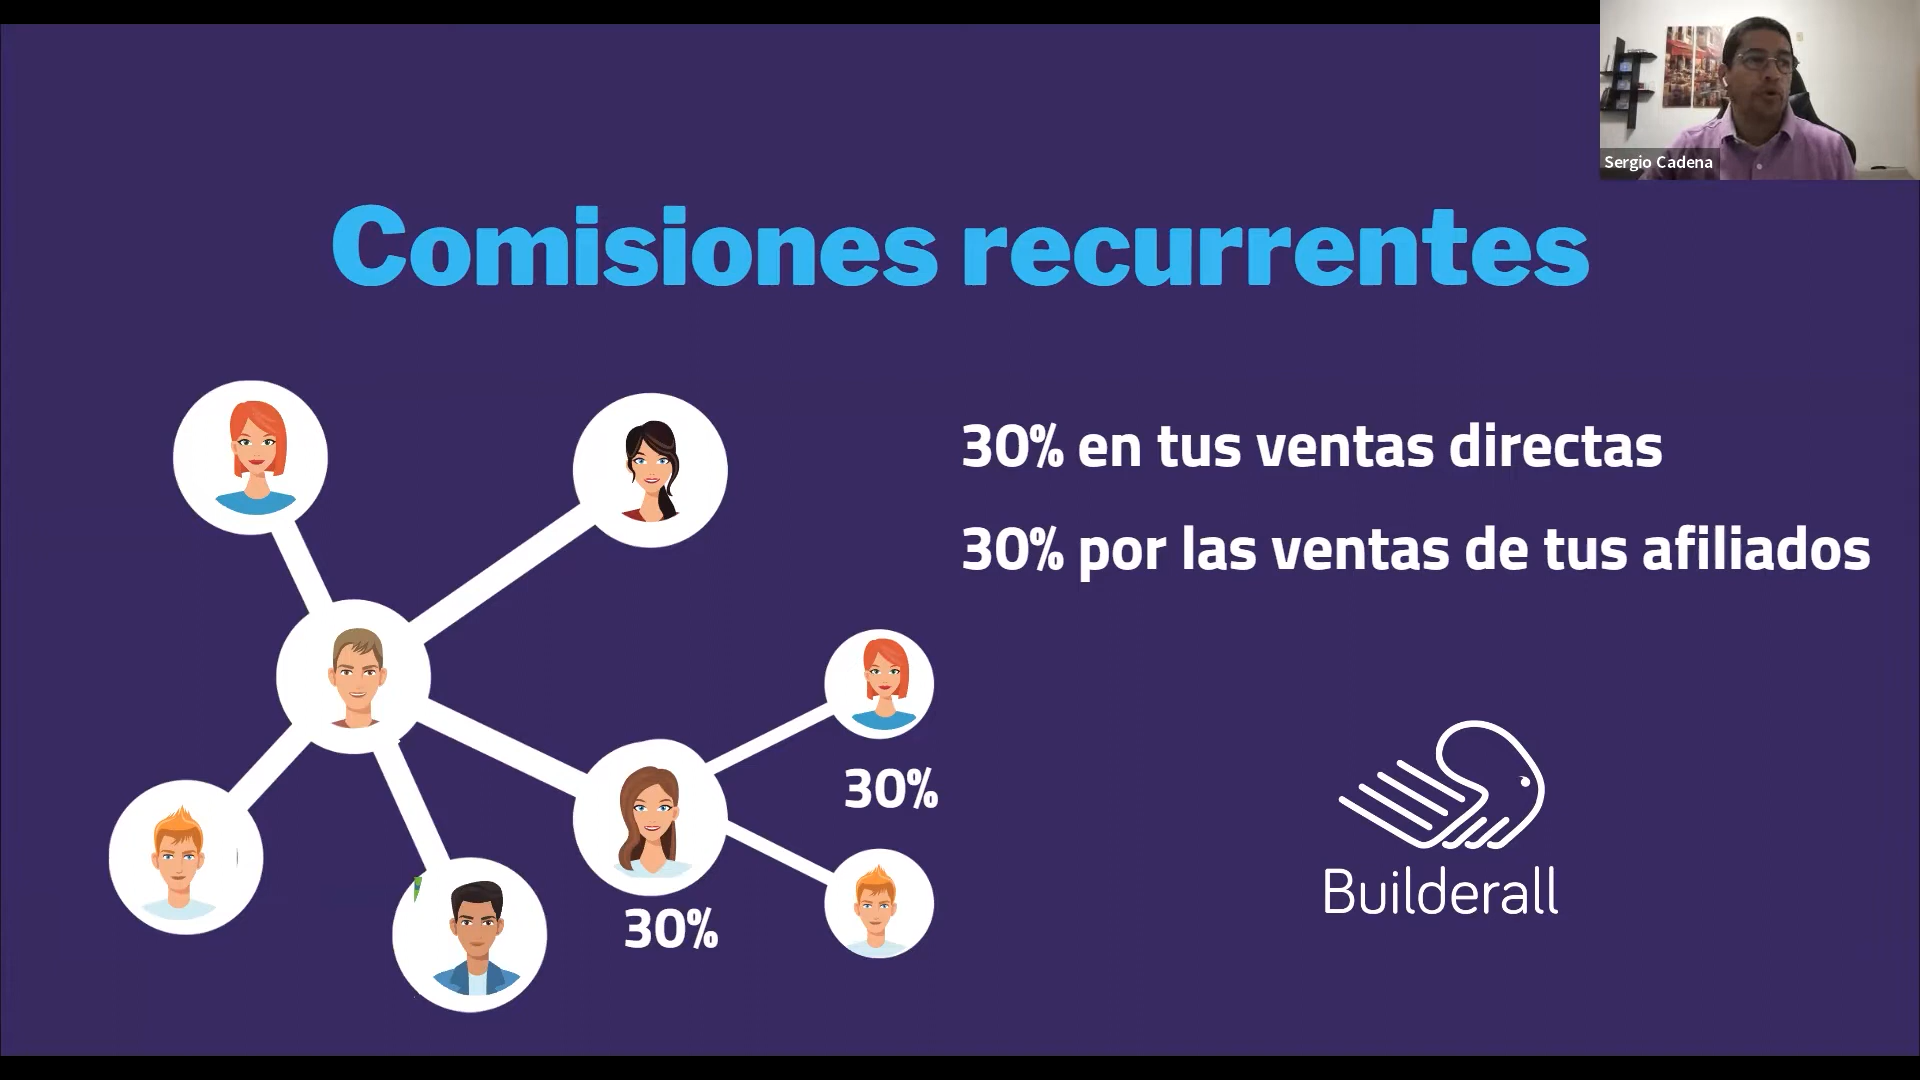 Sergio Cadena
Comisiones recurrentes
30% en tus ventas directas
30% por las ventas de tus afiliados
30%
30%
Builderall